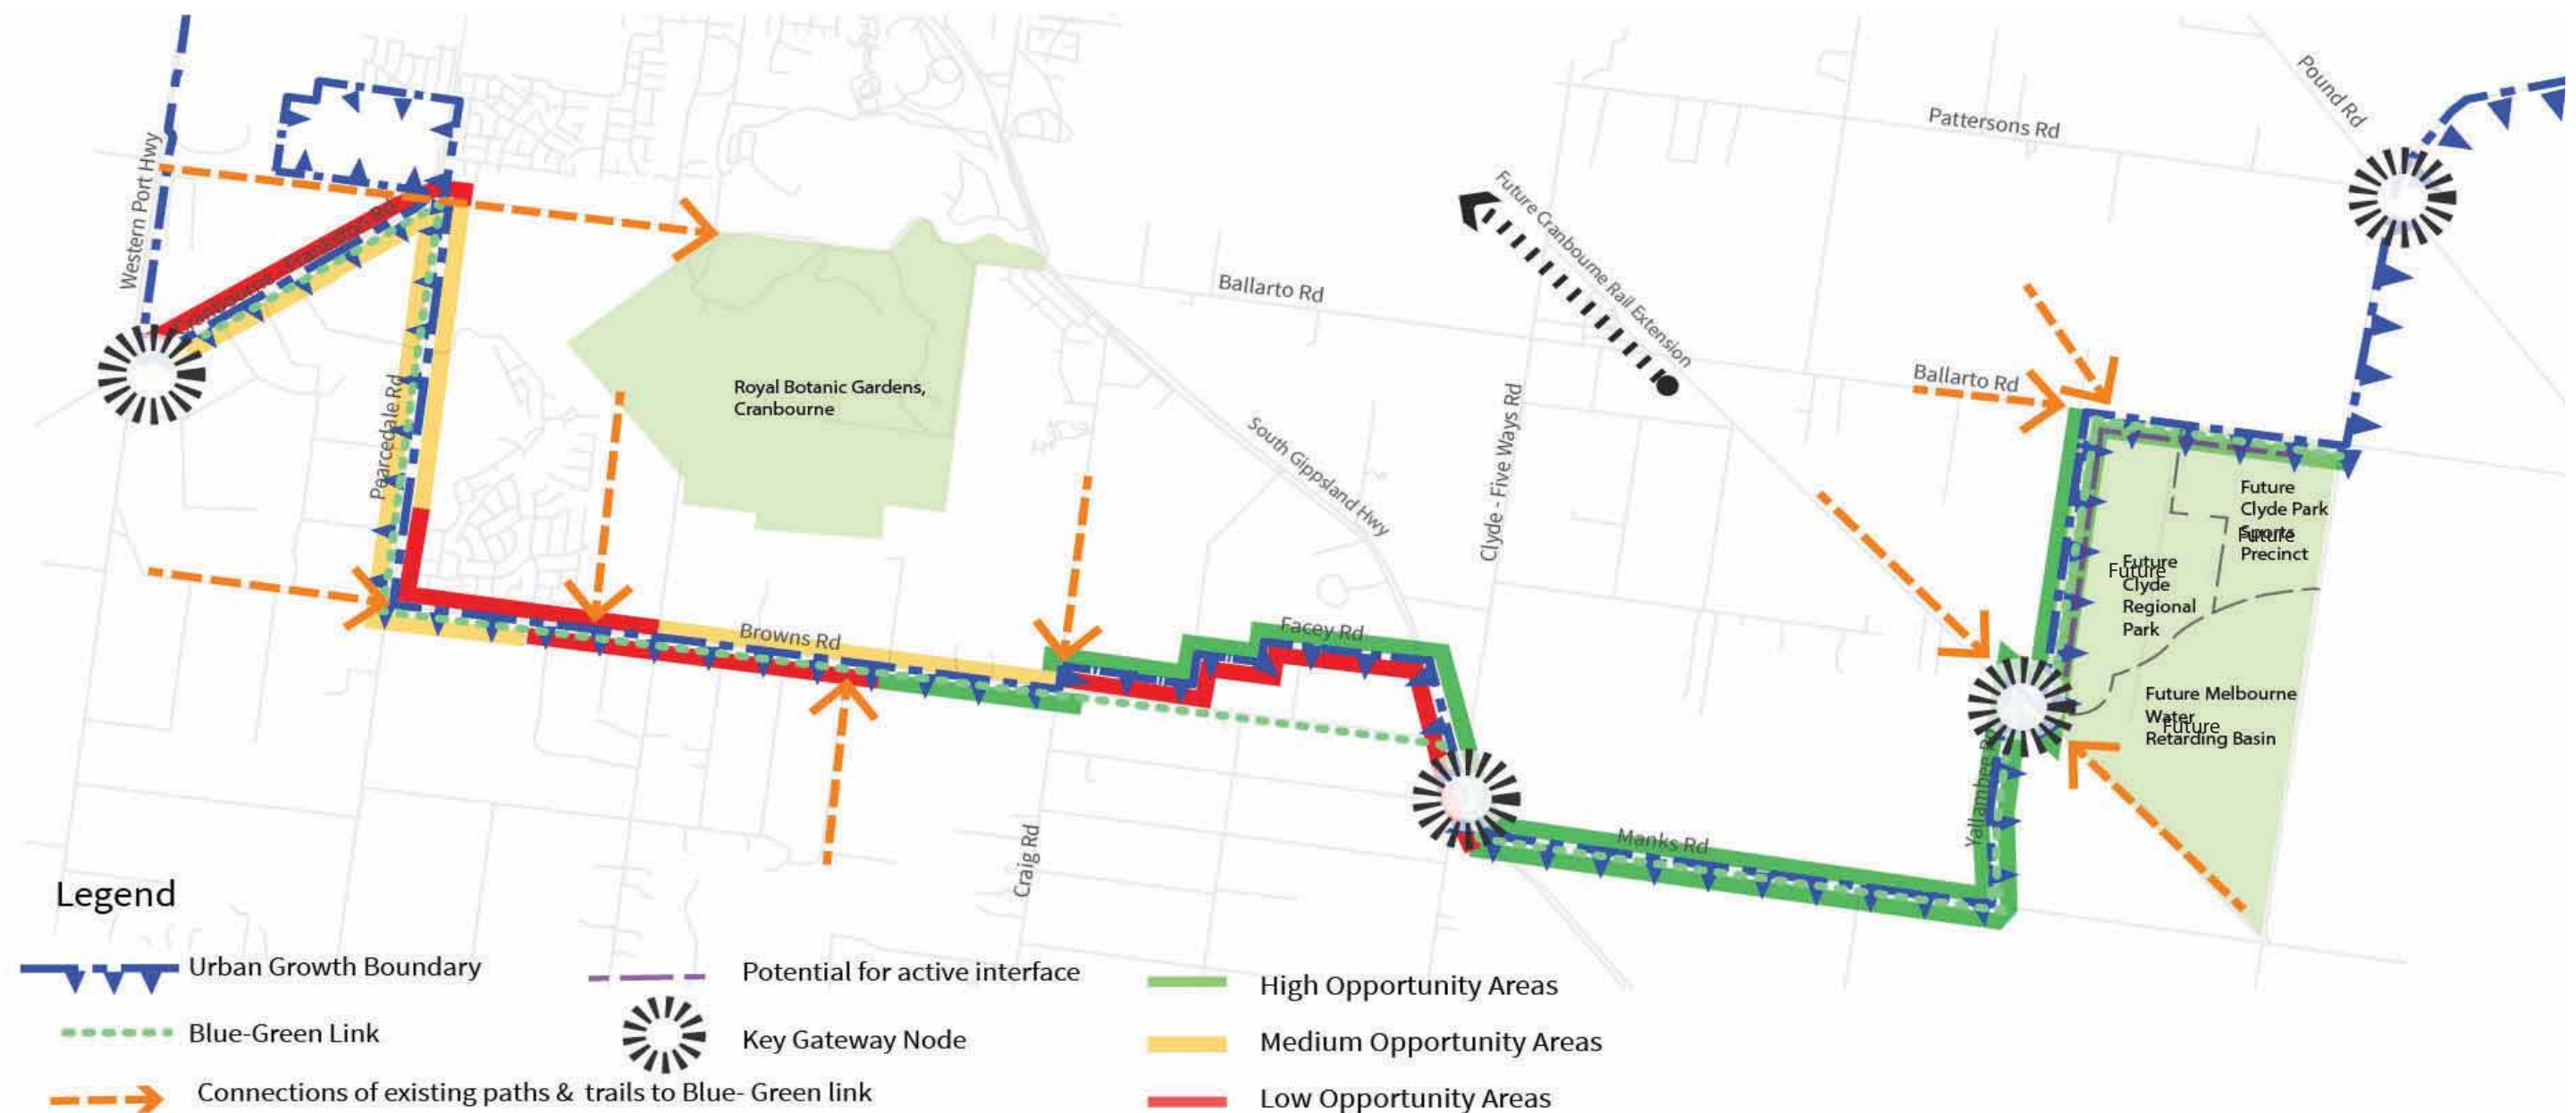 Pound Rd
Pattersons Rd
Western Port Hwy
Future Cranbourne Rail Extension
Ballarto Rd
Ballarto Rd
Royal Botanic Gardens,
Cranbourne
Pearcedale Rd
South Gippsland Hwy
Clyde - Five Ways Rd
Future
Clyde Park
Sports
Future
Precinct
Future
Future
Clyde
Regional
Park
Browns Rd
Facey Rd
Future Melbourne
Water
Future
Retarding Basin
Manks Rd
Craig Rd
Legend
Urban Growth Boundary
Blue-Green Link
Connections of existing paths & trails to Blue- Green link
Potential for active interface
Key Gateway Node
High Opportunity Areas
Medium Opportunity Areas
Low Opportunity Areas